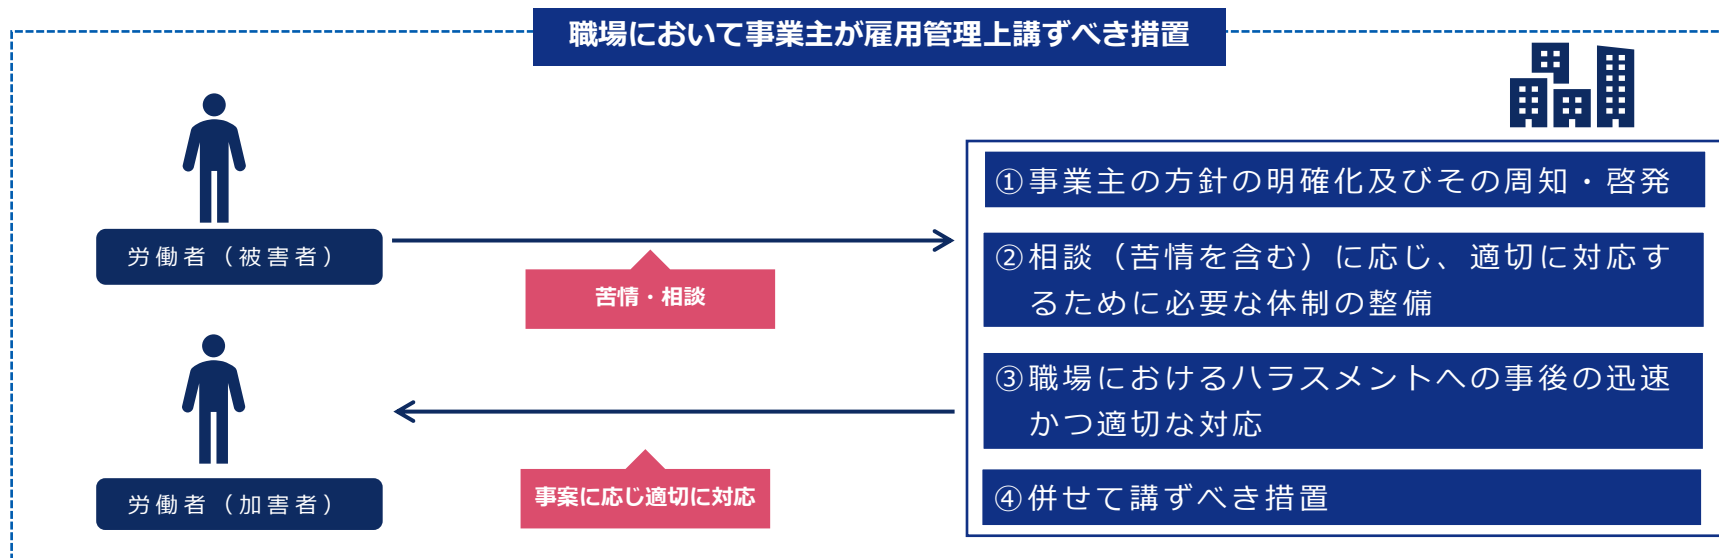 職場において事業主が雇用管理上講ずべき措置
労働者（被害者）
苦情・相談
労働者（加害者）
事案に応じ適切に対応
①事業主の方針の明確化及びその周知・啓発
②相談（苦情を含む）に応じ、適切に対応す
るために必要な体制の整備
③職場におけるハラスメントへの事後の迅速
かつ適切な対応
④併せて講ずべき措置